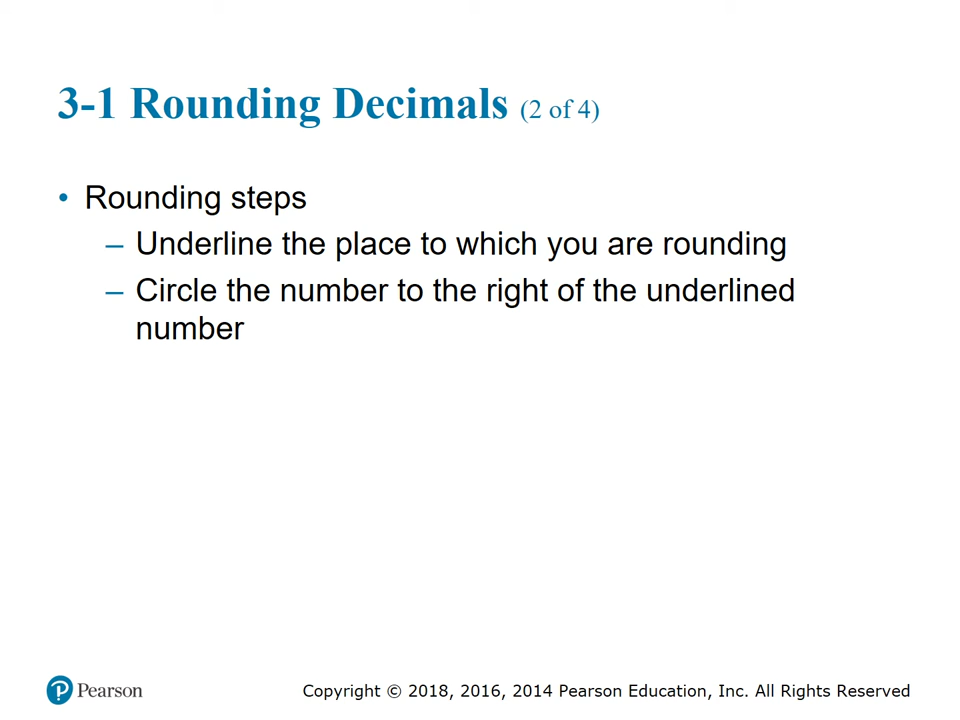 3-1 Rounding Decimals (2 of 4)
• Rounding steps
– Underline the place to which you are rounding
– Circle the number to the right of the underlined
number
Pearson
Copyright © 2018, 2016, 2014 Pearson Education, Inc. All Rights Reserved